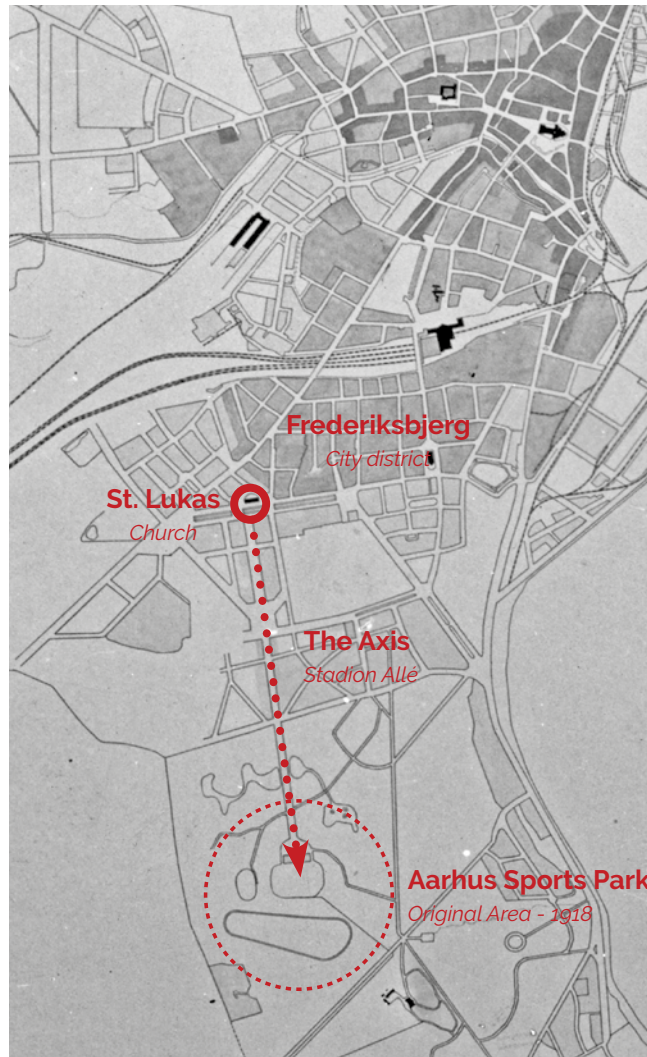 Frederiksbjerg
City district
St. Lukas
Church
The Axis
Stadion Allé
Aarhus Sports Park
Original Area - 1918